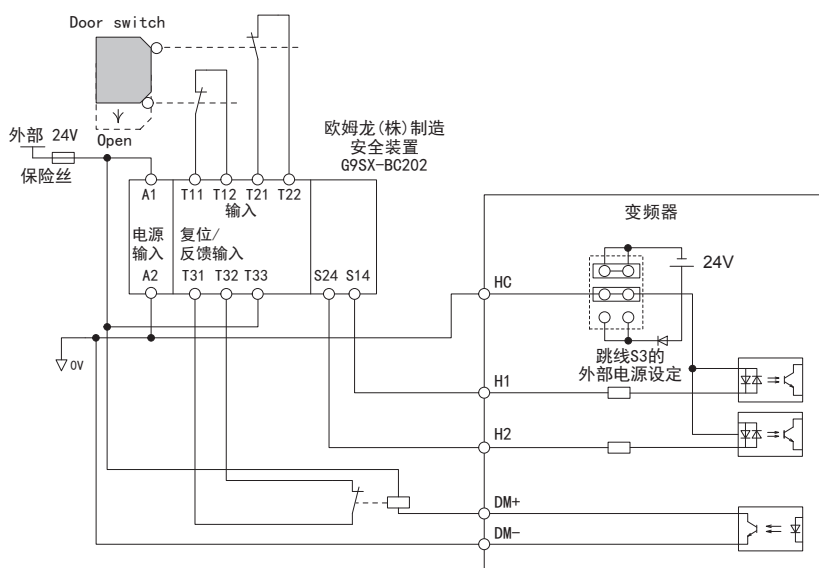 Door switch
Open
外部 24V
保险丝
欧姆龙(株)制造
安全装置
G9SX-BC202
A1
T11
T12
T21
T22
输入
电源
输入
复位/
反馈输入
A2
T31
T32
T33
S24
S14
0V
变频器
24V
HC
跳线S3的
外部电源设定
H1
H2
DM+
DM-